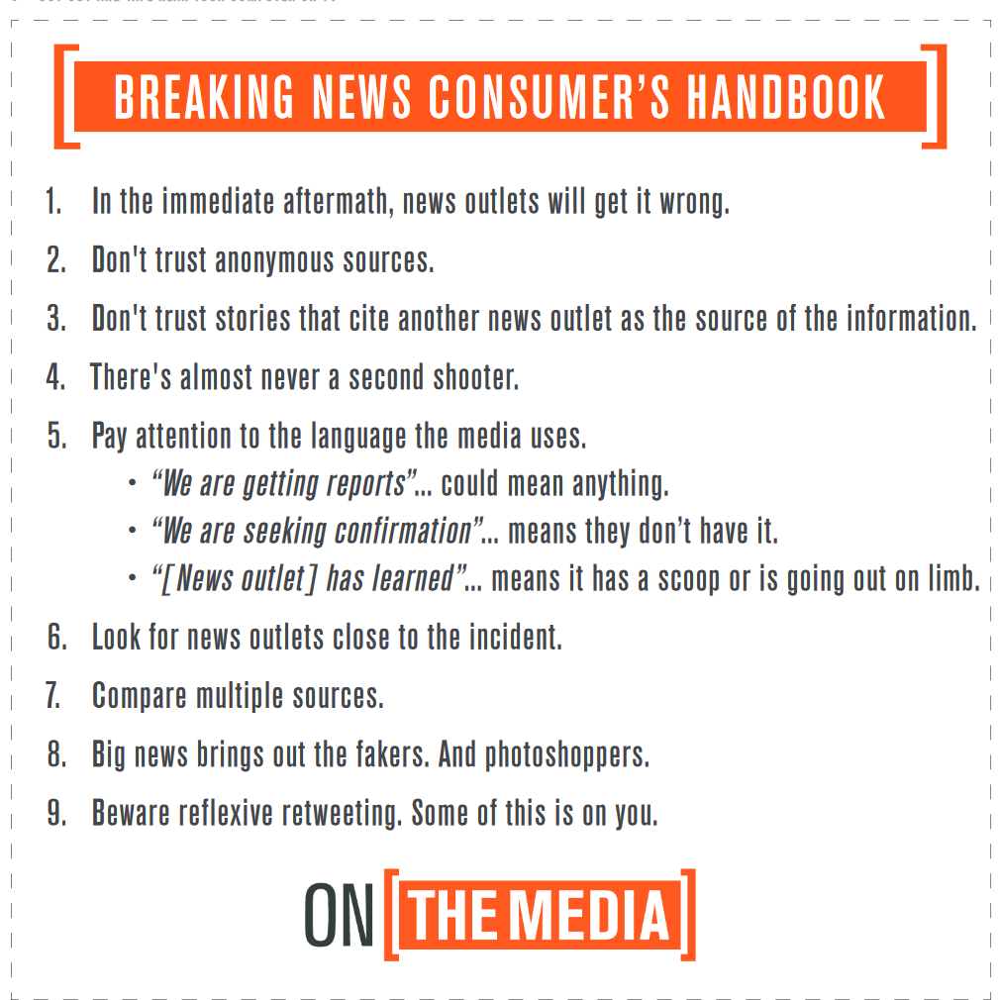 BREAKING NEWS CONSUMER'S HANDBOOK
1. In the immediate aftermath, news outlets will get it wrong.
2. Don't trust anonymous sources.
3. Don't trust stories that cite another news outlet as the source of the information.
4. There's almost never a second shooter.
5. Pay attention to the language the media uses.
• “We are getting reports”... could mean anything.
• “We are seeking confirmation”... means they don’t have it.
• “[News outlet] has learned”... means it has a scoop or is going out on limb.
6. Look for news outlets close to the incident.
7. Compare multiple sources.
8. Big news brings out the fakers. And photoshoppers.
9. Beware reflexive retweeting. Some of this is on you.
ON [THE MEDIA]